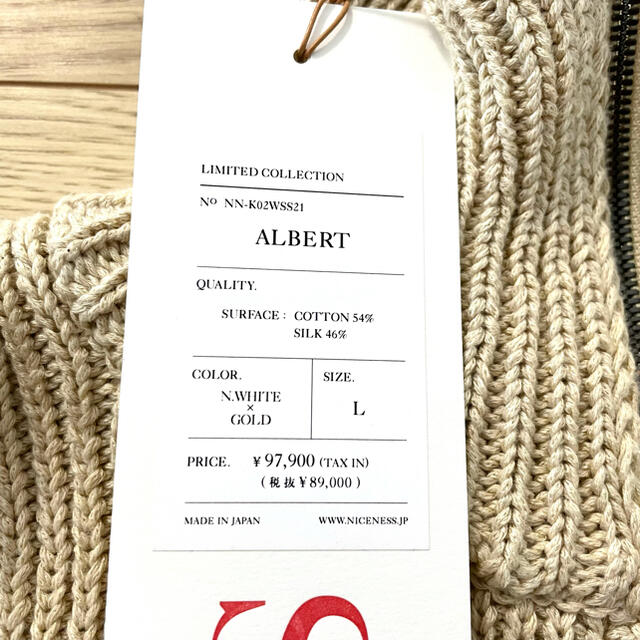 LIMITED COLLECTION
No NN-K02WSS21
ALBERT
QUALITY.
SURFACE : COTTON 54%
SILK 46%
COLOR.
N.WHITE
×
GOLD
SIZE.
L
PRICE. ¥ 97,900 (TAX IN)
( 税抜 ¥ 89,000 )
MADE IN JAPAN WWW.NICENESS.JP
S